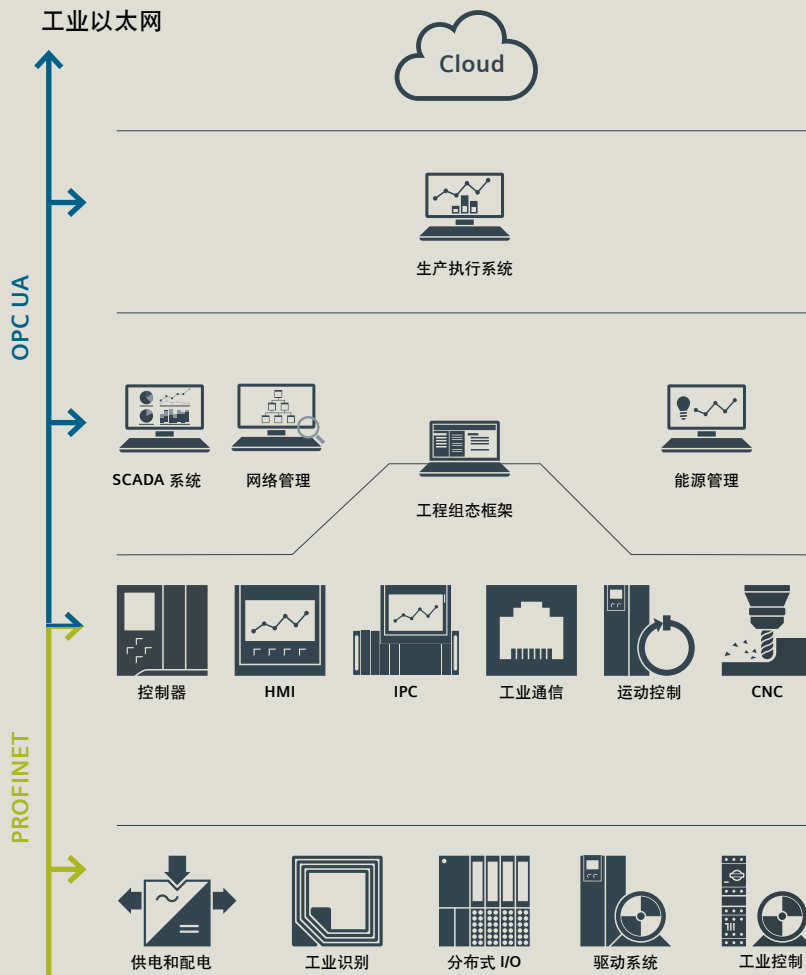 工业以太网
Cloud
生产执行系统
OPC UA
SCADA 系统
网络管理
能源管理
工程组态框架
控制器
HMI
IPC
工业通信
运动控制
CNC
PROFINET
供电和配电
工业识别
分布式 I/O
驱动系统
工业控制